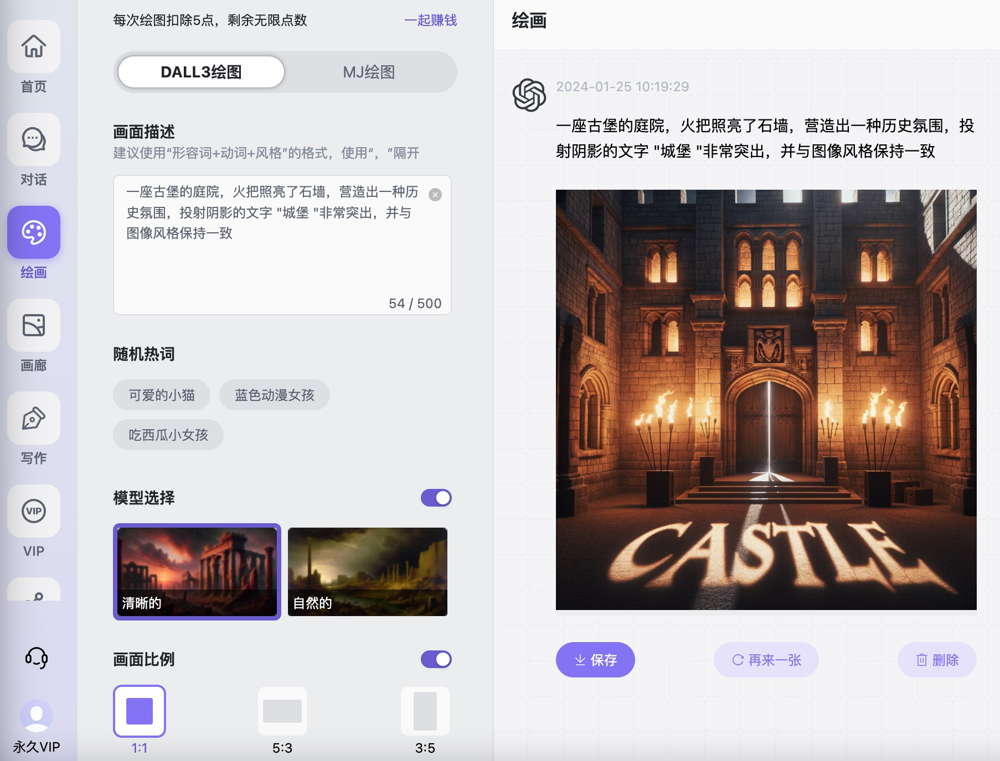 每次绘图扣除5点，剩余无限点数
一起赚钱
DALL3绘图
MJ绘图
画面描述
建议使用“形容词+动词+风格”的格式，使用“，”隔开
一座古堡的庭院，火把照亮了石墙，营造出一种历
史氛围，投射阴影的文字 "城堡 "非常突出，并与
图像风格保持一致
54 / 500
随机热词
可爱的小猫
蓝色动漫女孩
吃西瓜小女孩
模型选择
清晰的
自然的
画面比例
1:1
5:3
3:5
首页
对话
绘画
画廊
写作
VIP
VIP
永久VIP
绘画
2024-01-25 10:19:29
一座古堡的庭院，火把照亮了石墙，营造出一种历史氛围，投
射阴影的文字 "城堡 "非常突出，并与图像风格保持一致
CASTLE
保存
再来一张
删除